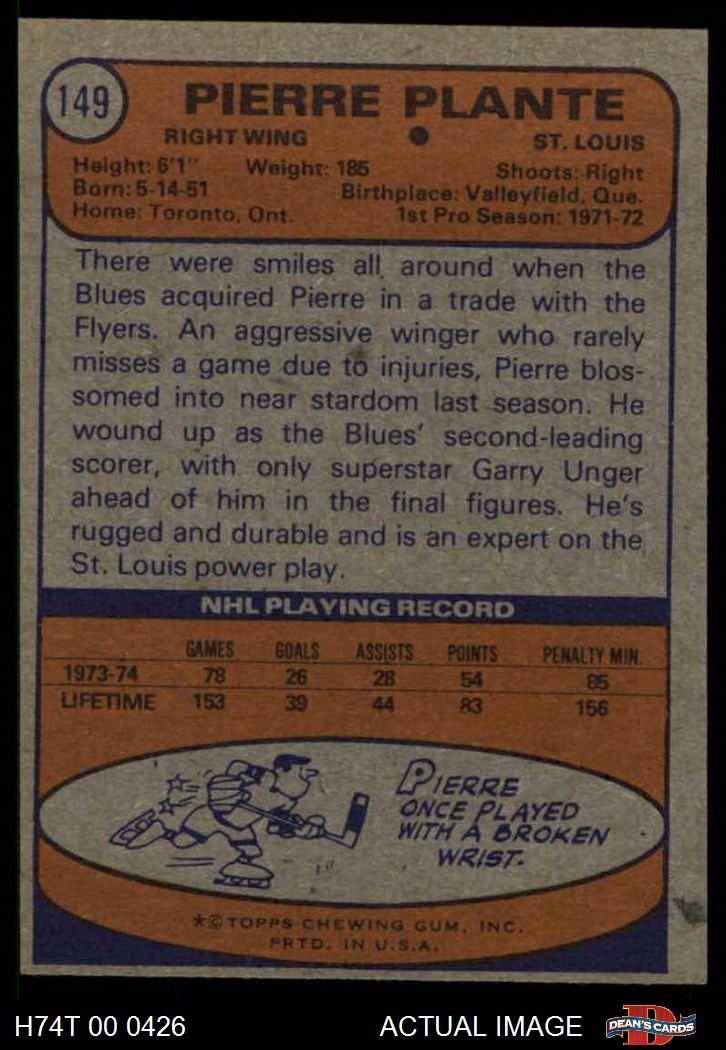 149
PIERRE PLANTE
RIGHT WING ● ST. LOUIS
Height: 6'1" Weight: 185 Shoots: Right
Born: 5-14-51 Birthplace: Valleyfield, Que.
Home: Toronto, Ont. 1st Pro Season: 1971-72
There were smiles all around when the
Blues acquired Pierre in a trade with the
Flyers. An aggressive winger who rarely
misses a game due to injuries, Pierre blos-
somed into near stardom last season. He
wound up as the Blues' second-leading
scorer, with only superstar Garry Unger
ahead of him in the final figures. He's
rugged and durable and is an expert on the
St. Louis power play.
NHL PLAYING RECORD
GAMES GOALS ASSISTS POINTS PENALTY MIN.
1973-74 78 26 28 54 85
LIFETIME 153 39 44 83 156
PIERRE
ONCE PLAYED
WITH A BROKEN
WRIST.
*©TOPPS CHEWING GUM, INC.
PRTD. IN U.S.A.
H74T 00 0426 ACTUAL IMAGE D DEAN'S CARDS